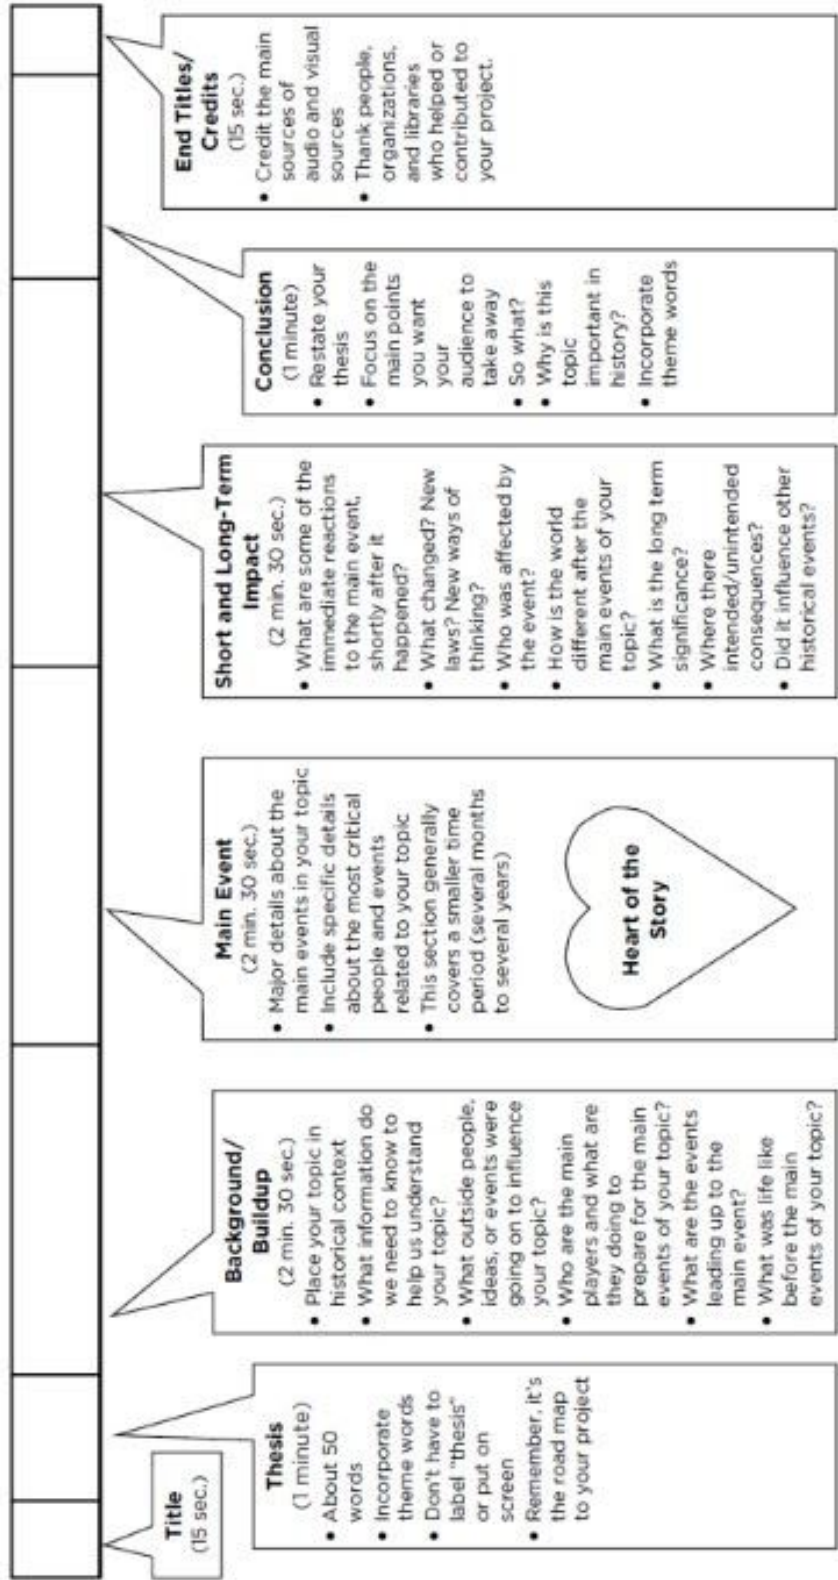 Title
(15 sec.)
Thesis
(1 minute)
• About 50
words
• Incorporate
theme words
• Don't have to
label "thesis"
or put on
screen
• Remember, it's
the road map
to your project
Background/
Buildup
(2 min. 30 sec.)
• Place your topic in
historical context
• What information do
we need to know to
help us understand
your topic?
• What outside people,
ideas, or events were
going on to influence
your topic?
• Who are the main
players and what are
they doing to
prepare for the main
events of your topic?
• What are the events
leading up to the
main event?
• What was life like
before the main
events of your topic?
Main Event
(2 min. 30 sec.)
• Major details about the
main events in your topic
• Include specific details
about the most critical
people and events
related to your topic
• This section generally
covers a smaller time
period (several months
to several years)
Heart of the
Story
Short and Long-Term
Impact
(2 min. 30 sec.)
• What are some of the
immediate reactions
to the main event,
shortly after it
happened?
• What changed? New
laws? New ways of
thinking?
• Who was affected by
the event?
• How is the world
different after the
main events of your
topic?
• What is the long term
significance?
• Where there
intended/unintended
consequences?
• Did it influence other
historical events?
Conclusion
(1 minute)
• Restate your
thesis
• Focus on the
main points
you want
your
audience to
take away
• So what?
• Why is this
topic
important in
history?
• Incorporate
theme words
End Titles/
Credits
(15 sec.)
• Credit the main
sources of
audio and visual
sources
• Thank people,
organizations,
and libraries
who helped or
contributed to
your project.